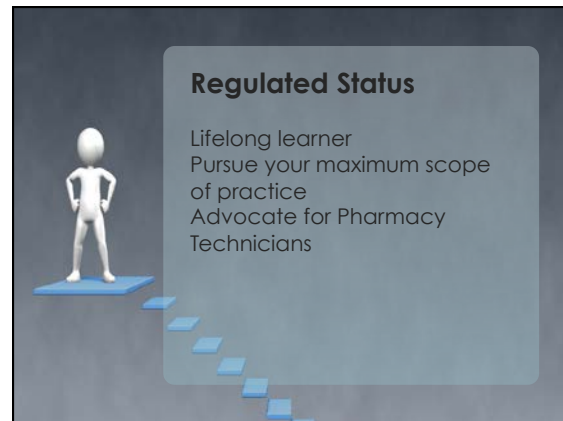 Regulated Status
Lifelong learner
Pursue your maximum scope
of practice
Advocate for Pharmacy
Technicians